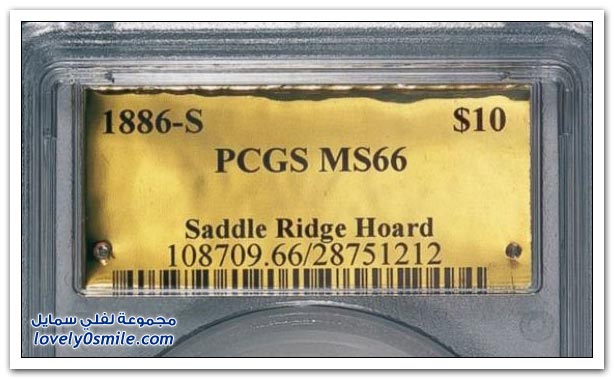 1886-S $10
PCGS MS66
Saddle Ridge Hoard
108709.66/28751212
مجموعة لفلي سمايل
lovely0smile.com